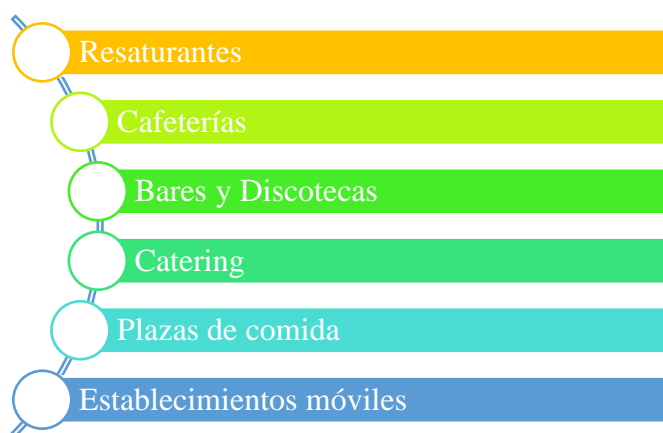 Resaturantes
Cafeterías
Bares y Discotecas
Catering
Plazas de comida
Establecimientos móviles